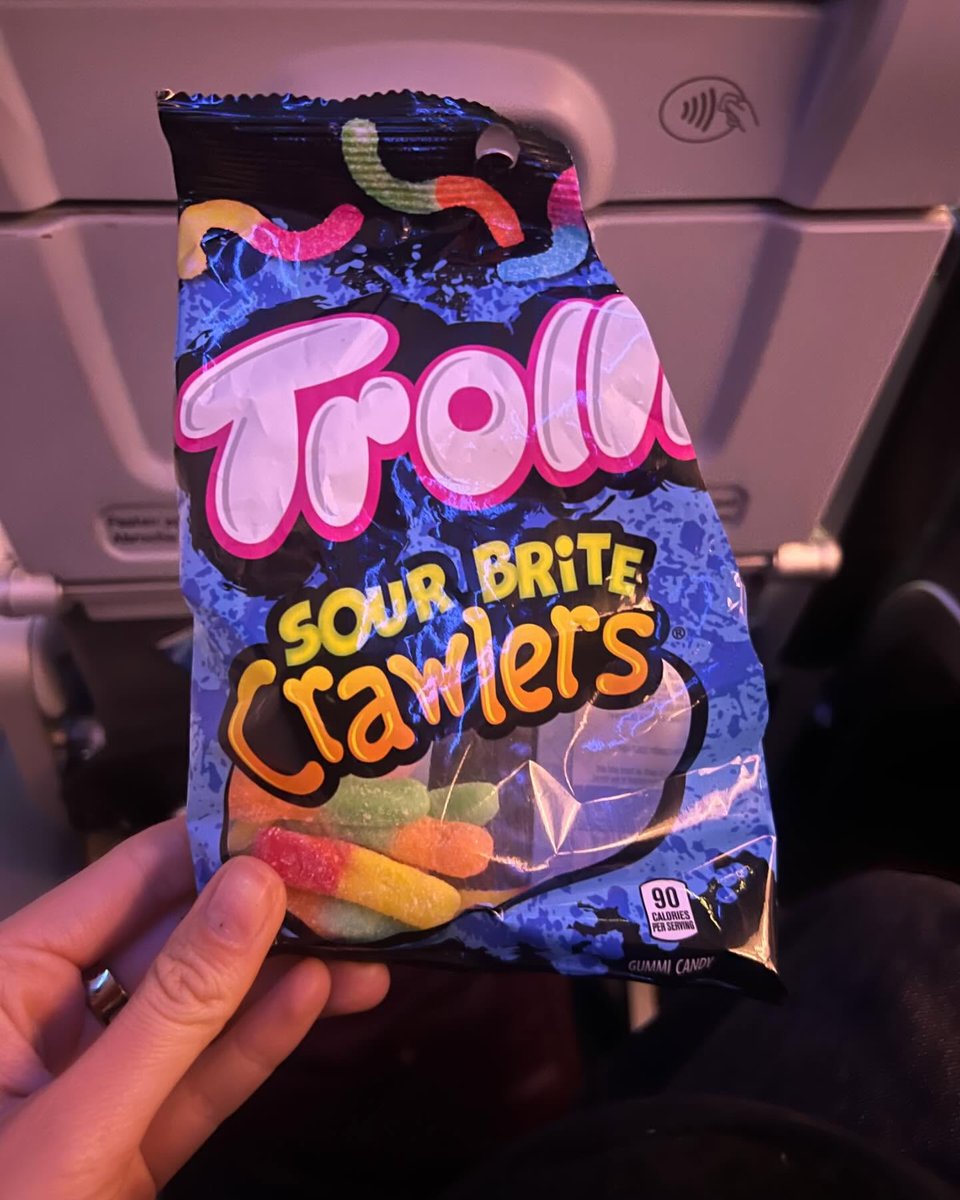 Troll
SOUR BRiTE
Crawlers®
90
CALORIES
PER SERVING
GUMMI CANDY